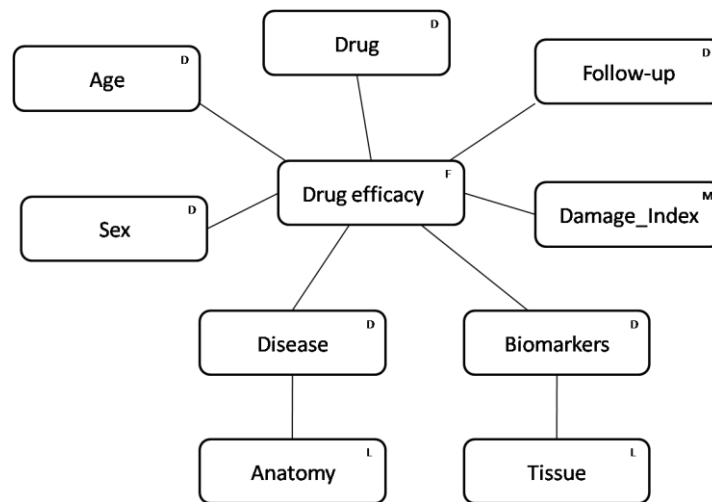 D
Drug
D
Age
D
Follow-up
F
Drug efficacy
D
Sex
M
Damage_Index
D
Disease
D
Biomarkers
L
Anatomy
L
Tissue